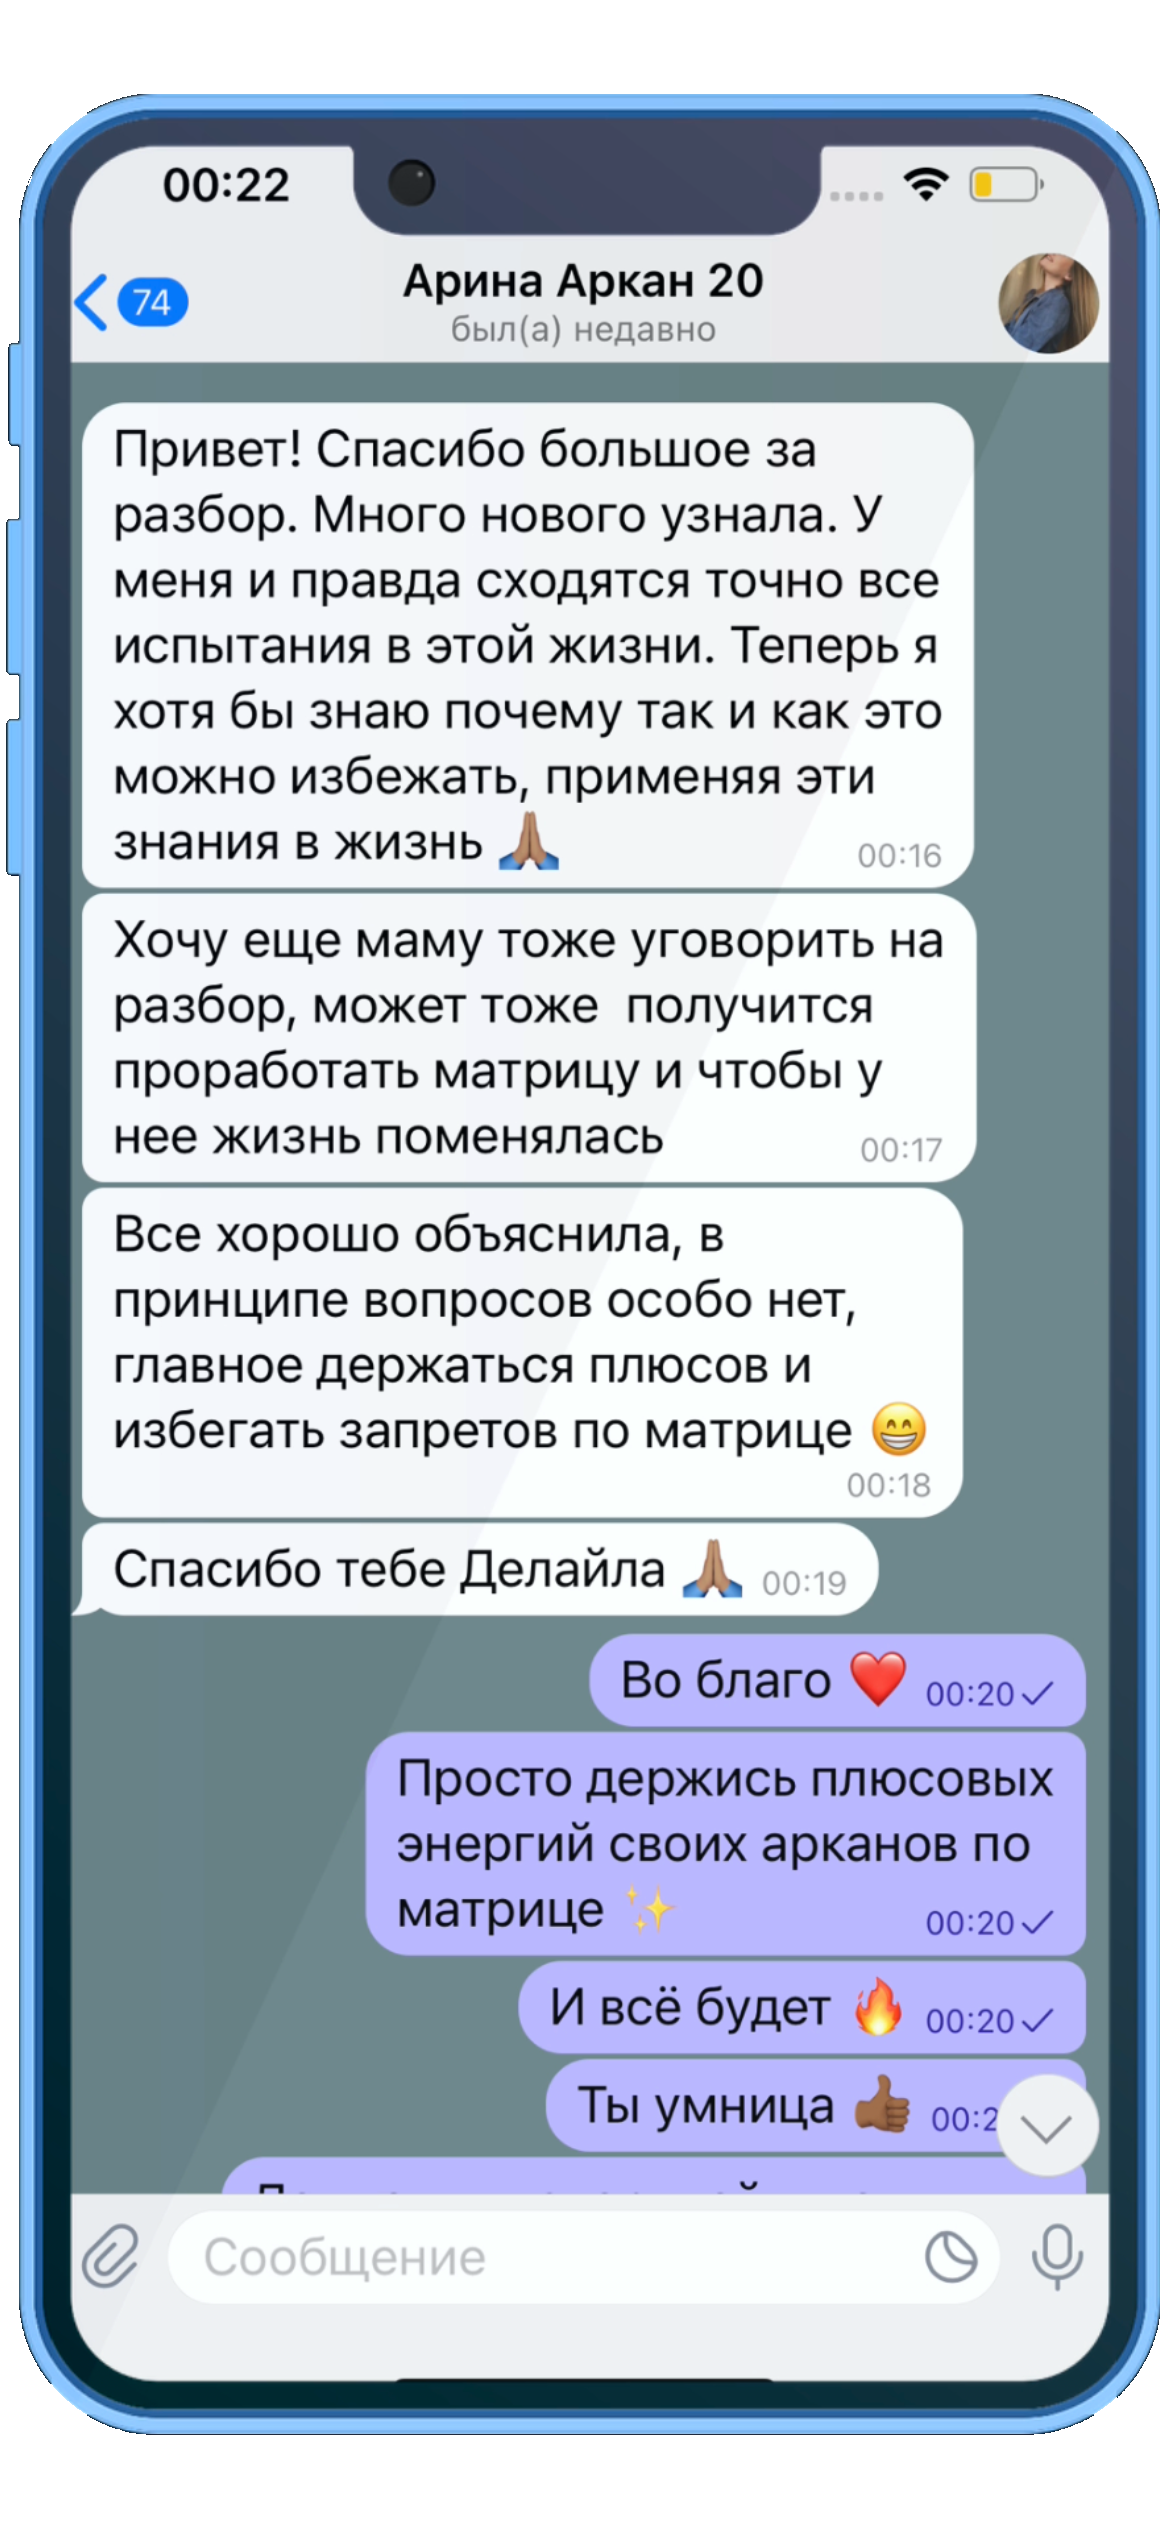 00:22
74
Арина Аркан 20
был(а) недавно
Привет! Спасибо большое за
разбор. Много нового узнала. У
меня и правда сходятся точно все
испытания в этой жизни. Теперь я
хотя бы знаю почему так и как это
можно избежать, применяя эти
знания в жизнь 🙏🏽
00:16
Хочу еще маму тоже уговорить на
разбор, может тоже  получится
проработать матрицу и чтобы у
нее жизнь поменялась
00:17
Все хорошо объяснила, в
принципе вопросов особо нет,
главное держаться плюсов и
избегать запретов по матрице 😁
00:18
Спасибо тебе Делайла 🙏🏽 00:19
Во благо ❤️ 00:20
Просто держись плюсовых
энергий своих арканов по
матрице ✨ 00:20
И всё будет 🔥 00:20
Ты умница 👍🏾
Сообщение